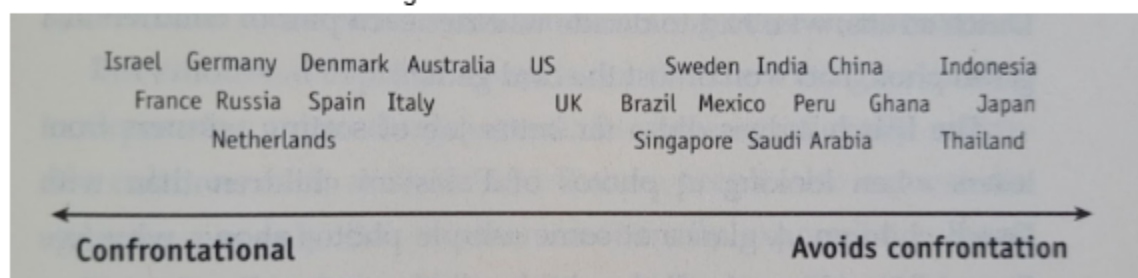 Israel Germany Denmark Australia US Sweden India China Indonesia
France Russia Spain Italy UK Brazil Mexico Peru Ghana Japan
Netherlands Singapore Saudi Arabia Thailand
Confrontational Avoids confrontation